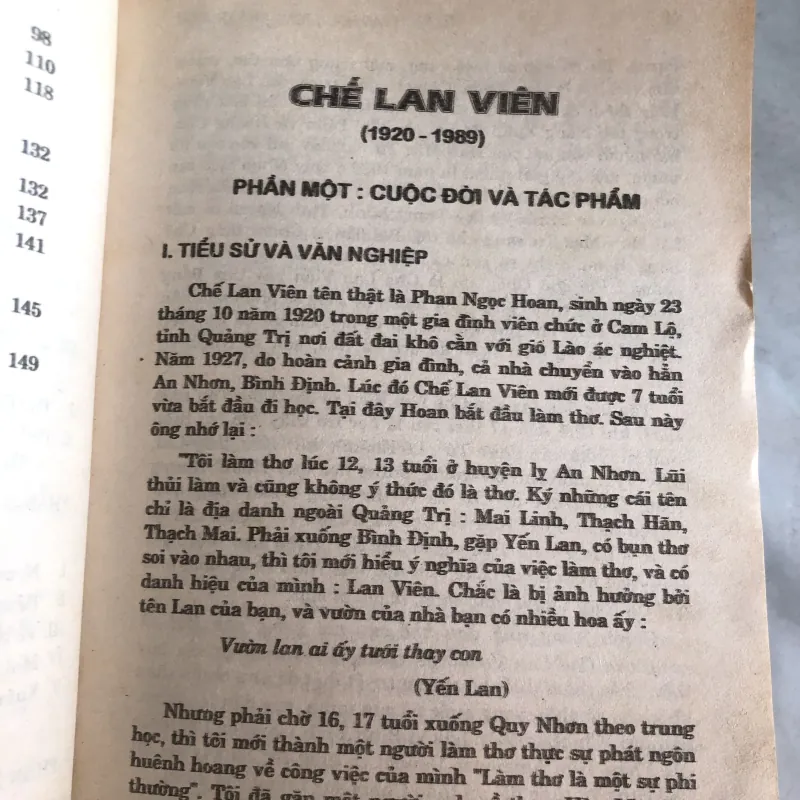 98
110
118
132
132
137
141
145
149
CHẾ LAN VIÊN
(1920 - 1989)
PHẦN MỘT : CUỘC ĐỜI VÀ TÁC PHẨM
I. TIỂU SỬ VÀ VĂN NGHIỆP
Chế Lan Viên tên thật là Phan Ngọc Hoan, sinh ngày 23
tháng 10 năm 1920 trong một gia đình viên chức ở Cam Lộ,
tỉnh Quảng Trị nơi đất đai khô cằn với gió Lào ác nghiệt.
Năm 1927, do hoàn cảnh gia đình, cả nhà chuyển vào hẳn
An Nhơn, Bình Định. Lúc đó Chế Lan Viên mới được 7 tuổi
vừa bắt đầu đi học. Tại đây Hoan bắt đầu làm thơ. Sau này
ông nhớ lại :
"Tôi làm thơ lúc 12, 13 tuổi ở huyện lỵ An Nhơn. Lũi
thủi làm và cũng không ý thức đó là thơ. Ký những cái tên
chỉ là địa danh ngoài Quảng Trị : Mai Linh, Thạch Hãn,
Thạch Mai. Phải xuống Bình Định, gặp Yến Lan, có bụn thơ
soi vào nhau, thì tôi mới hiểu ý nghĩa của việc làm thơ, và có
danh hiệu của mình : Lan Viên. Chắc là bị ảnh hưởng bởi
tên Lan của bạn, và vườn của nhà bạn có nhiều hoa ấy :
Vườn lan ai ấy tưới thay con
(Yến Lan)
Nhưng phải chờ 16, 17 tuổi xuống Quy Nhơn theo trung
học, thì tôi mới thành một người làm thơ thực sự phát ngôn
huênh hoang về công việc của mình "Làm thơ là một sự phi
thường". Tôi đã gặp một người